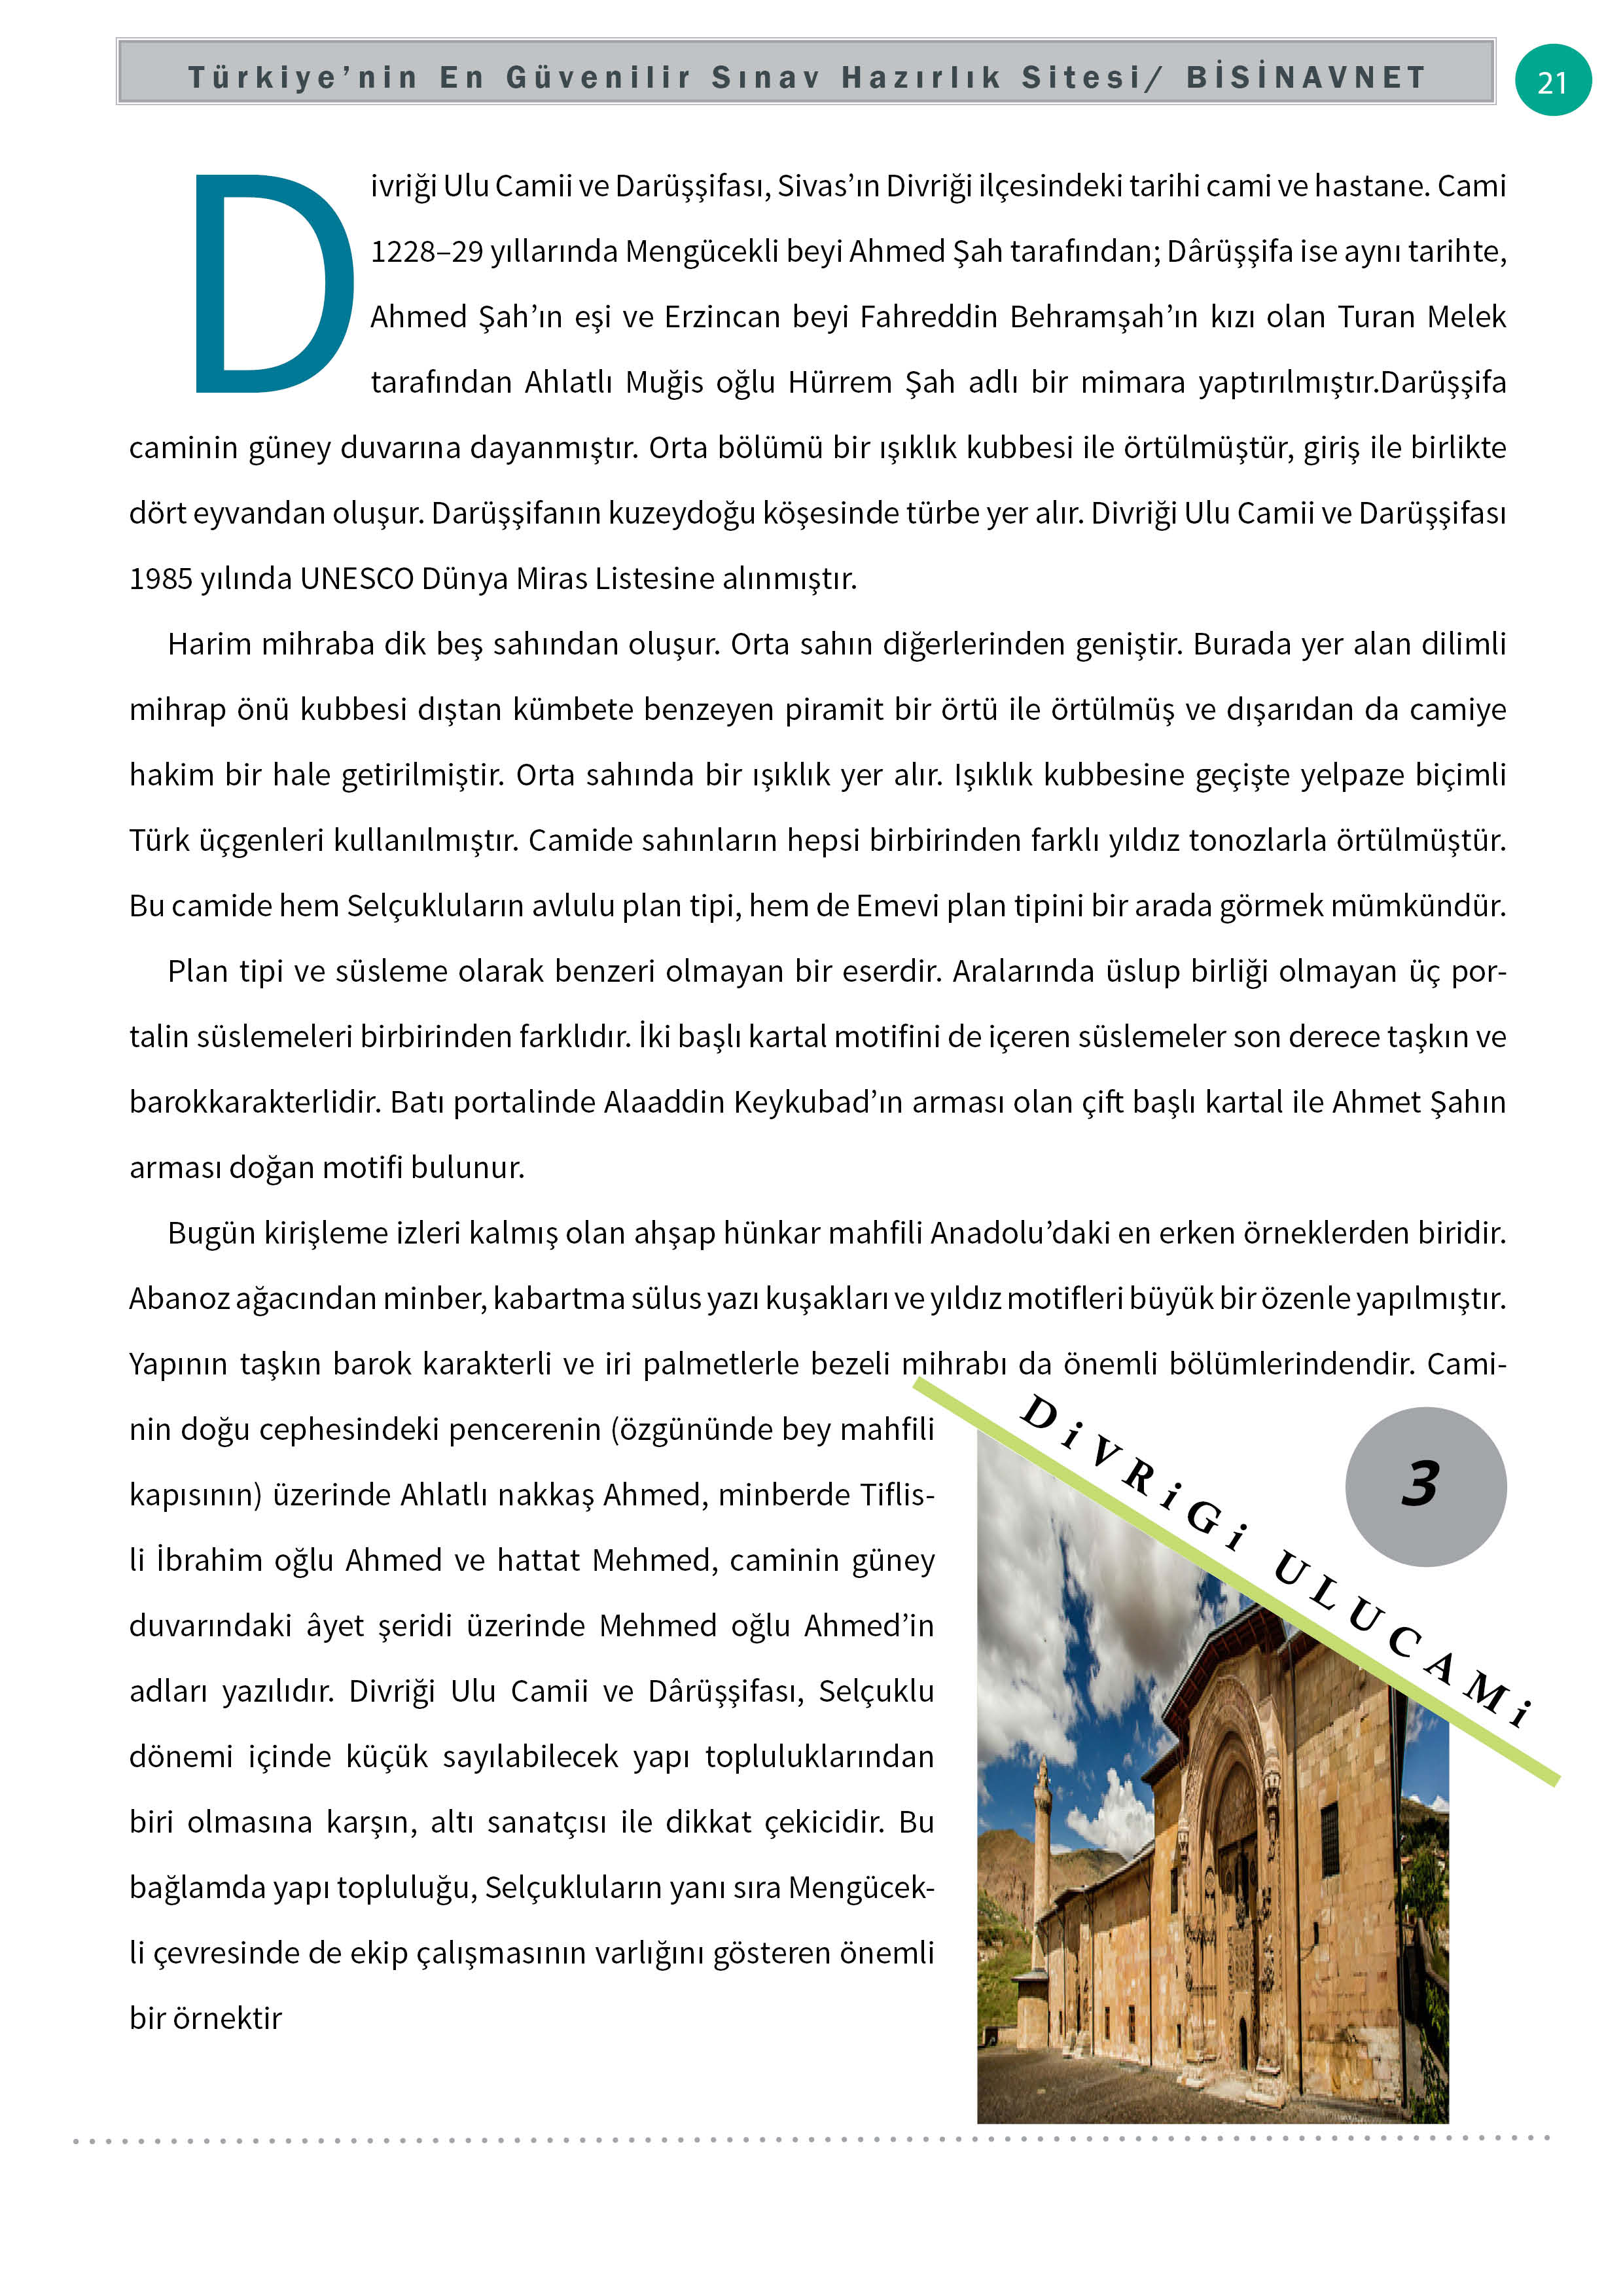 Türkiye’nin En Güvenilir Sınav Hazırlık Sitesi/ BİSİNAVNET
21
Divriği Ulu Camii ve Darüşşifası, Sivas’ın Divriği ilçesindeki tarihi cami ve hastane. Cami
1228–29 yıllarında Mengücekli beyi Ahmed Şah tarafından; Dârüşşifa ise aynı tarihte,
Ahmed Şah’ın eşi ve Erzincan beyi Fahreddin Behramşah’ın kızı olan Turan Melek
tarafından Ahlatlı Muğis oğlu Hürrem Şah adlı bir mimara yaptırılmıştır.Darüşşifa
caminin güney duvarına dayanmıştır. Orta bölümü bir ışıklık kubbesi ile örtülmüştür, giriş ile birlikte
dört eyvandan oluşur. Darüşşifanın kuzeydoğu köşesinde türbe yer alır. Divriği Ulu Camii ve Darüşşifası
1985 yılında UNESCO Dünya Miras Listesine alınmıştır.
Harim mihraba dik beş sahından oluşur. Orta sahın diğerlerinden geniştir. Burada yer alan dilimli
mihrap önü kubbesi dıştan kümbete benzeyen piramit bir örtü ile örtülmüş ve dışarıdan da camiye
hakim bir hale getirilmiştir. Orta sahında bir ışıklık yer alır. Işıklık kubbesine geçişte yelpaze biçimli
Türk üçgenleri kullanılmıştır. Camide sahınların hepsi birbirinden farklı yıldız tonozlarla örtülmüştür.
Bu camide hem Selçukluların avlulu plan tipi, hem de Emevi plan tipini bir arada görmek mümkündür.
Plan tipi ve süsleme olarak benzeri olmayan bir eserdir. Aralarında üslup birliği olmayan üç por-
talin süslemeleri birbirinden farklıdır. İki başlı kartal motifini de içeren süslemeler son derece taşkın ve
barokkarakterlidir. Batı portalinde Alaaddin Keykubad’ın arması olan çift başlı kartal ile Ahmet Şahın
arması doğan motifi bulunur.
Bugün kirişleme izleri kalmış olan ahşap hünkar mahfili Anadolu’daki en erken örneklerden biridir.
Abanoz ağacından minber, kabartma sülus yazı kuşakları ve yıldız motifleri büyük bir özenle yapılmıştır.
Yapının taşkın barok karakterli ve iri palmetlerle bezeli mihrabı da önemli bölümlerindendir. Cami-
nin doğu cephesindeki pencerenin (özgününde bey mahfili
kapısının) üzerinde Ahlatlı nakkaş Ahmed, minberde Tiflis-
li İbrahim oğlu Ahmed ve hattat Mehmed, caminin güney
duvarındaki âyet şeridi üzerinde Mehmed oğlu Ahmed’in
adları yazılıdır. Divriği Ulu Camii ve Dârüşşifası, Selçuklu
dönemi içinde küçük sayılabilecek yapı topluluklarından
biri olmasına karşın, altı sanatçısı ile dikkat çekicidir. Bu
bağlamda yapı topluluğu, Selçukluların yanı sıra Mengücek-
li çevresinde de ekip çalışmasının varlığını gösteren önemli
bir örnektir
DiVRiGi ULUCAMi
3